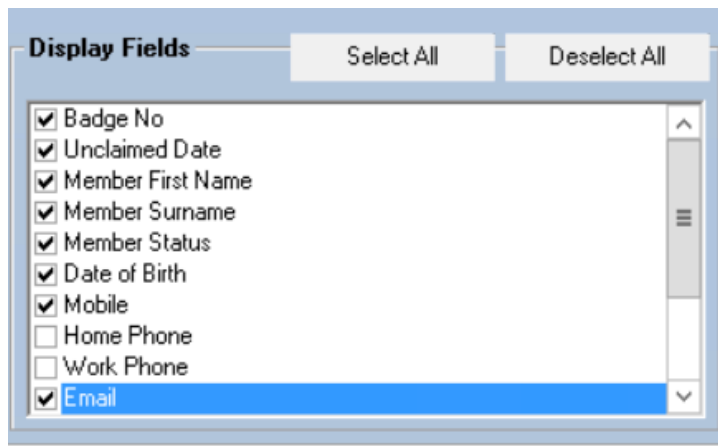 Display Fields Select All Deselect All
Badge No
Unclaimed Date
Member First Name
Member Surname
Member Status
Date of Birth
Mobile
Home Phone
Work Phone
Email